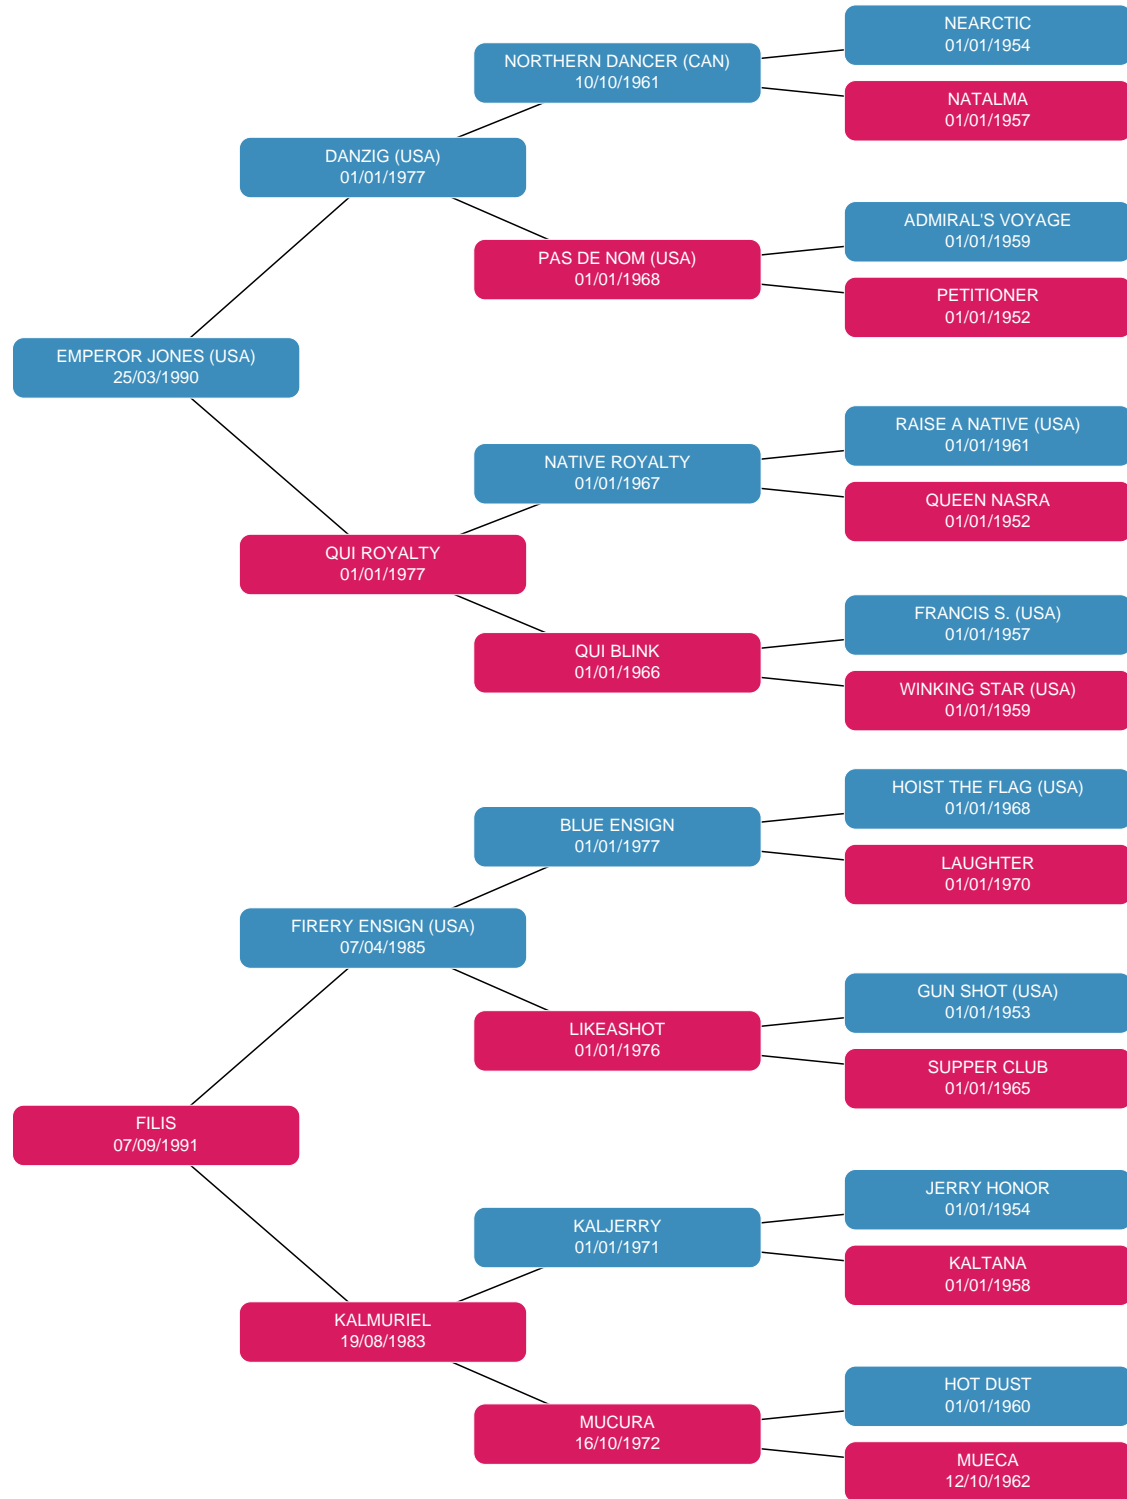 NEARCTIC
01/01/1954
NORTHERN DANCER (CAN)
10/10/1961
NATALMA
01/01/1957
DANZIG (USA)
01/01/1977
ADMIRAL'S VOYAGE
01/01/1959
PAS DE NOM (USA)
01/01/1968
PETITIONER
01/01/1952
EMPEROR JONES (USA)
25/03/1990
RAISE A NATIVE (USA)
01/01/1961
NATIVE ROYALTY
01/01/1967
QUEEN NASRA
01/01/1952
QUI ROYALTY
01/01/1977
FRANCIS S. (USA)
01/01/1957
QUI BLINK
01/01/1966
WINKING STAR (USA)
01/01/1959
HOIST THE FLAG (USA)
01/01/1968
BLUE ENSIGN
01/01/1977
LAUGHTER
01/01/1970
FIRERY ENSIGN (USA)
07/04/1985
GUN SHOT (USA)
01/01/1953
LIKEASHOT
01/01/1976
SUPPER CLUB
01/01/1965
FILIS
07/09/1991
JERRY HONOR
01/01/1954
KALJERRY
01/01/1971
KALTANA
01/01/1958
KALMURIEL
19/08/1983
HOT DUST
01/01/1960
MUCURA
16/10/1972
MUECA
12/10/1962